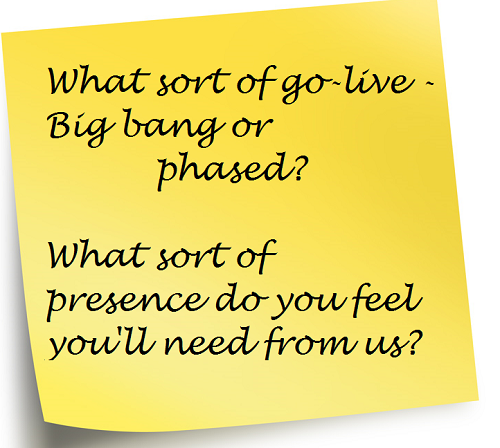 What sort of go-live -
Big bang or
phased?
What sort of
presence do you feel
you'll need from us?